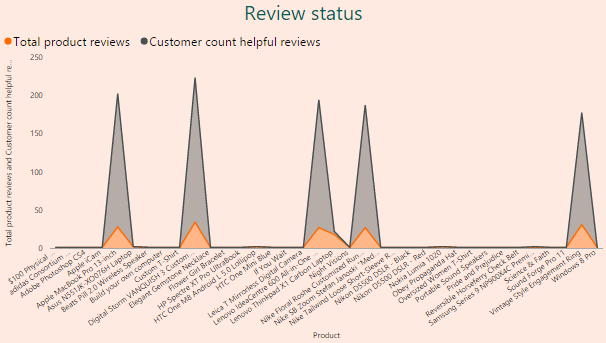 Review status
Total product reviews
Customer count helpful reviews
Total product reviews and Customer count helpful re...
250
200
150
100
50
0
$100 Physical ...
adidas Consortium ...
Adobe Photoshop CS4
Apple iCam
Apple MacBook Pro 13-inch
Asus N551JK-XO076H Laptop
Beats Pill 2.0 Wireless Speaker
Build your own computer
Custom T-Shirt
Digital Storm VANQUISH 3 Custom...
Elegant Gemstone Necklace
Flower Girl Bracelet
HP Spectre XT Pro UltraBook
HTC One M8 Android L 5.0 Lollipop
HTC One Mini Blue
If You Wait
Leica T Mirrorless Digital Camera
Lenovo IdeaCentre 600 All-in-One...
Lenovo Thinkpad X1 Carbon Laptop
Night Visions
Nike Floral Roshe Customized Run...
Nike SB Zoom Stefan Janoski "Med...
Nike Tailwind Loose Short-Sleeve R...
Nikon D5500 DSLR - Black
Nikon D5500 DSLR - Red
Nokia Lumia 1020
Obey Propaganda Hat
Oversized Women T-Shirt
Portable Sound Speakers
Pride and Prejudice
Reversible Horseferry Check Belt
Samsung Series 9 NP900X4C Premi...
Science & Faith
Sound Forge Pro 11
Vintage Style Engagement Ring
Windows 8 Pro
Product